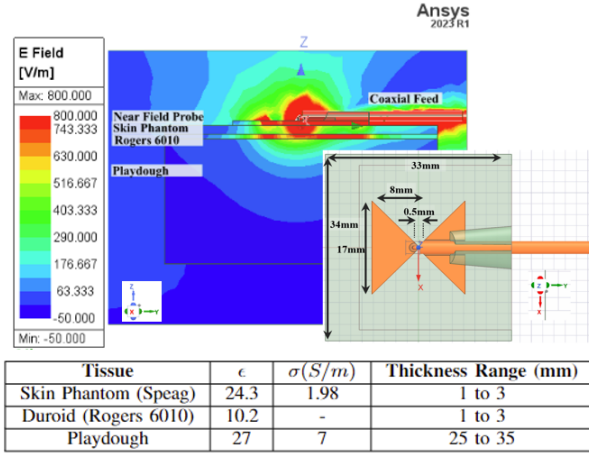 Ansys
2023 R1
E Field
[V/m]
Max: 800.000
800.000
743.333
630.000
516.667
403.333
290.000
176.667
63.333
-50.000
Min: -50.000
Z
Coaxial Feed
Near Field Probe
Skin Phantom
Rogers 6010
Playdough
Z
X
Y
33mm
8mm
0.5mm
34mm
17mm
X
Z
Y
X
Tissue ϵ σ(S/m) Thickness Range (mm)
Skin Phantom (Speag) 24.3 1.98 1 to 3
Duroid (Rogers 6010) 10.2 - 1 to 3
Playdough 27 7 25 to 35